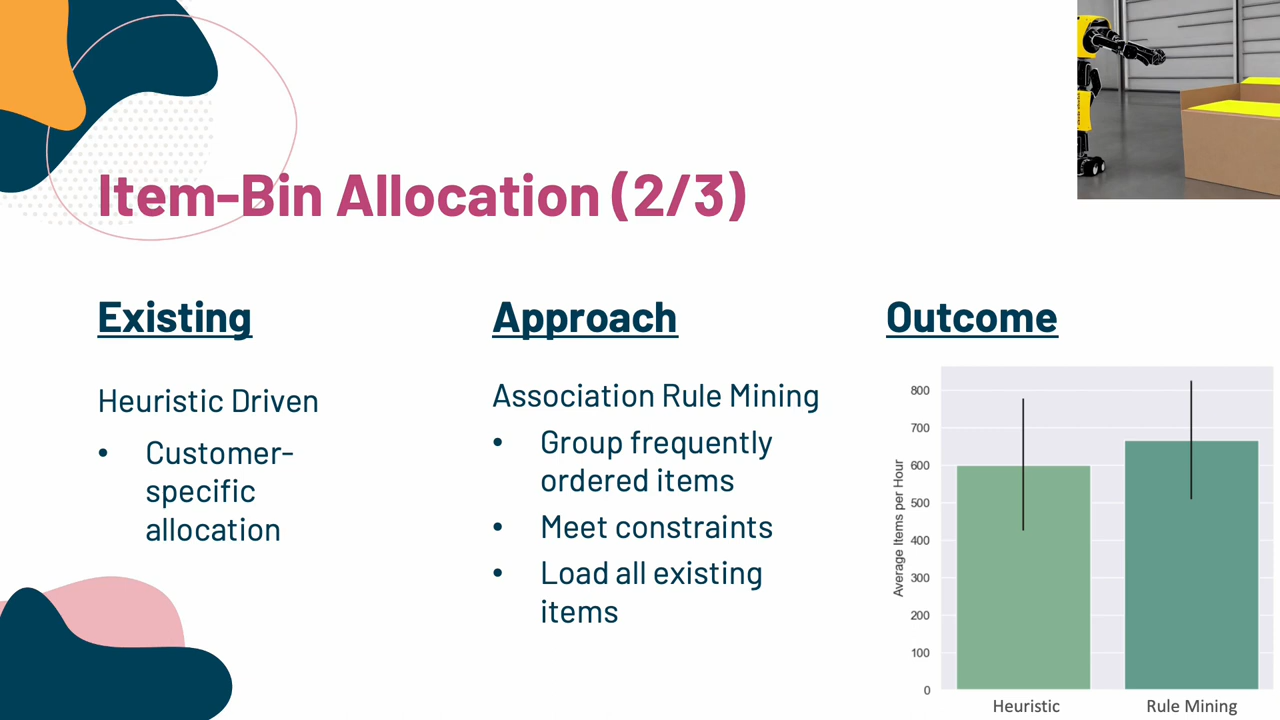 Item-Bin Allocation (2/3)
Existing
Heuristic Driven
• Customer-
specific
allocation
Approach
Association Rule Mining
• Group frequently
ordered items
• Meet constraints
• Load all existing
items
Outcome
Average Items per Hour
800
700
600
500
400
300
200
100
0
Heuristic
Rule Mining